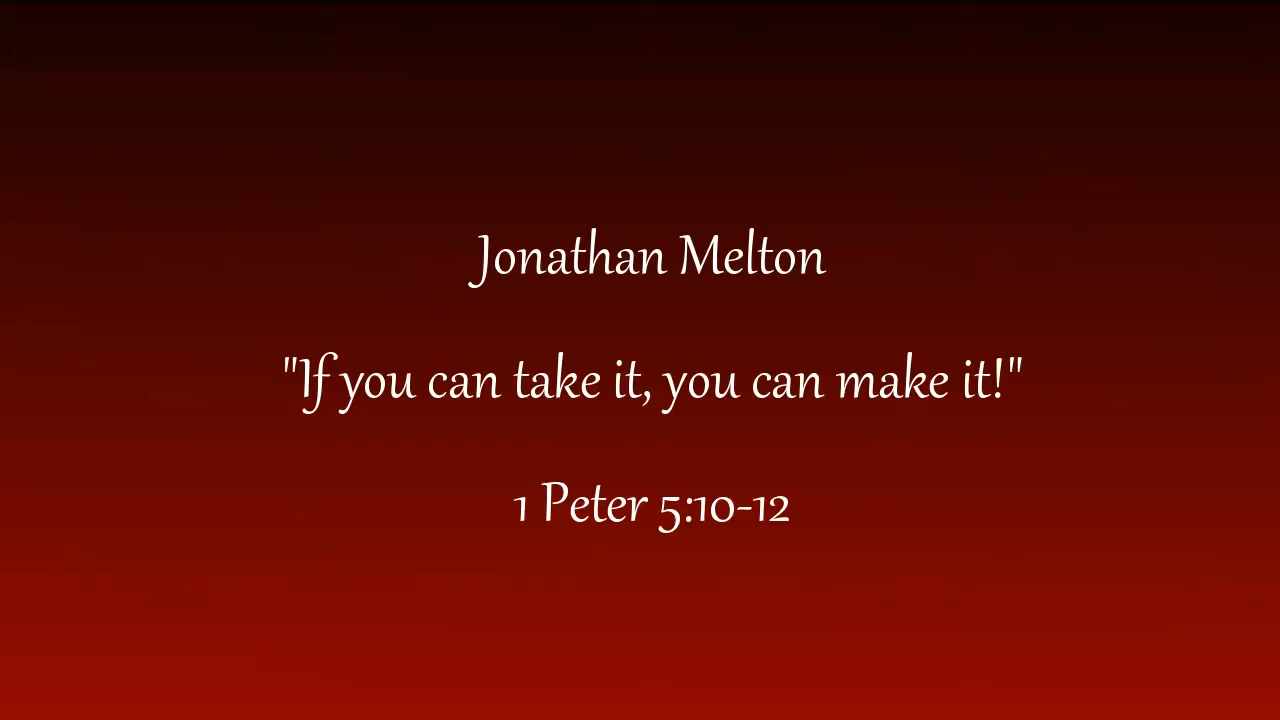 Jonathan Melton
"If you can take it, you can make it!"
1 Peter 5:10-12